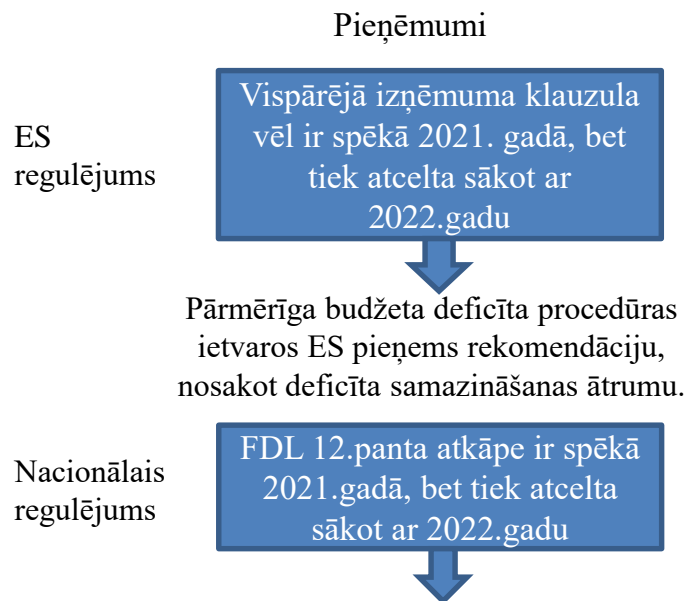 Pieņēmumi
ES
regulējums
Vispārējā izņēmuma klauzula
vēl ir spēkā 2021. gadā, bet
tiek atcelta sākot ar
2022.gadu
Pārmērīga budžeta deficīta procedūras
ietvaros ES pieņems rekomendāciju,
nosakot deficīta samazināšanas ātrumu.
Nacionālais
regulējums
FDL 12.panta atkāpe ir spēkā
2021.gadā, bet tiek atcelta
sākot ar 2022.gadu